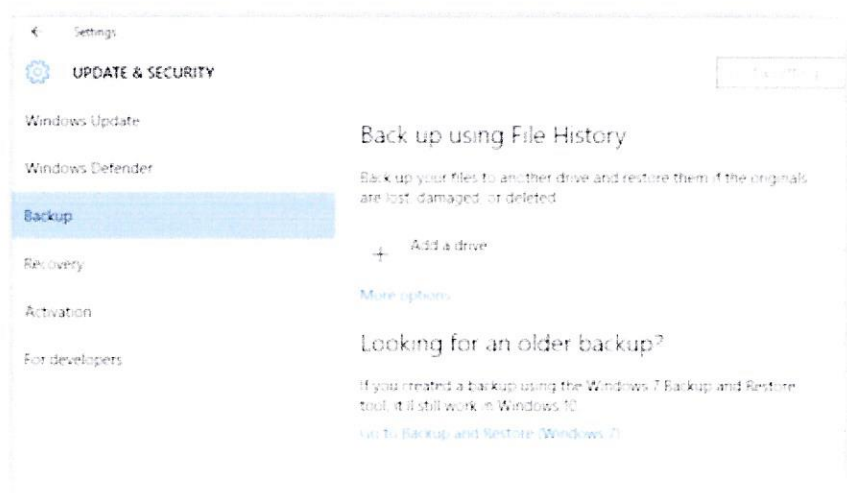 Settings
UPDATE & SECURITY
Windows Update
Windows Defender
Backup
Recovery
Activation
For developers
Back up using File History
Back up your files to another drive and restore them if the originals
are lost, damaged, or deleted.
Add a drive
More options
Looking for an older backup?
If you created a backup using the Windows 7 Backup and Restore
tool, it'll still work in Windows 10.
Go to Backup and Restore (Windows 7)